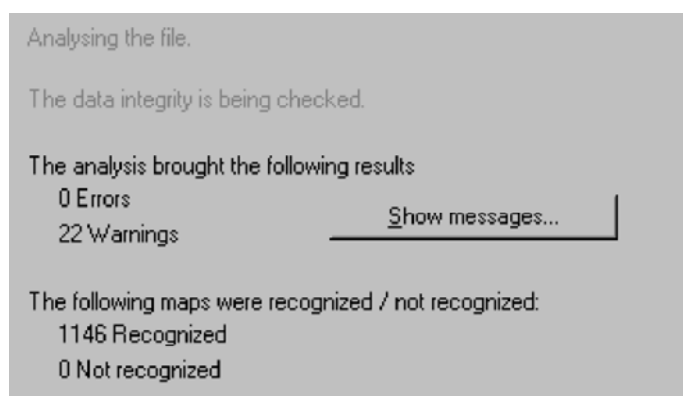 Analysing the file.
The data integrity is being checked.
The analysis brought the following results
0 Errors
22 Warnings
Show messages...
The following maps were recognized / not recognized:
1146 Recognized
0 Not recognized